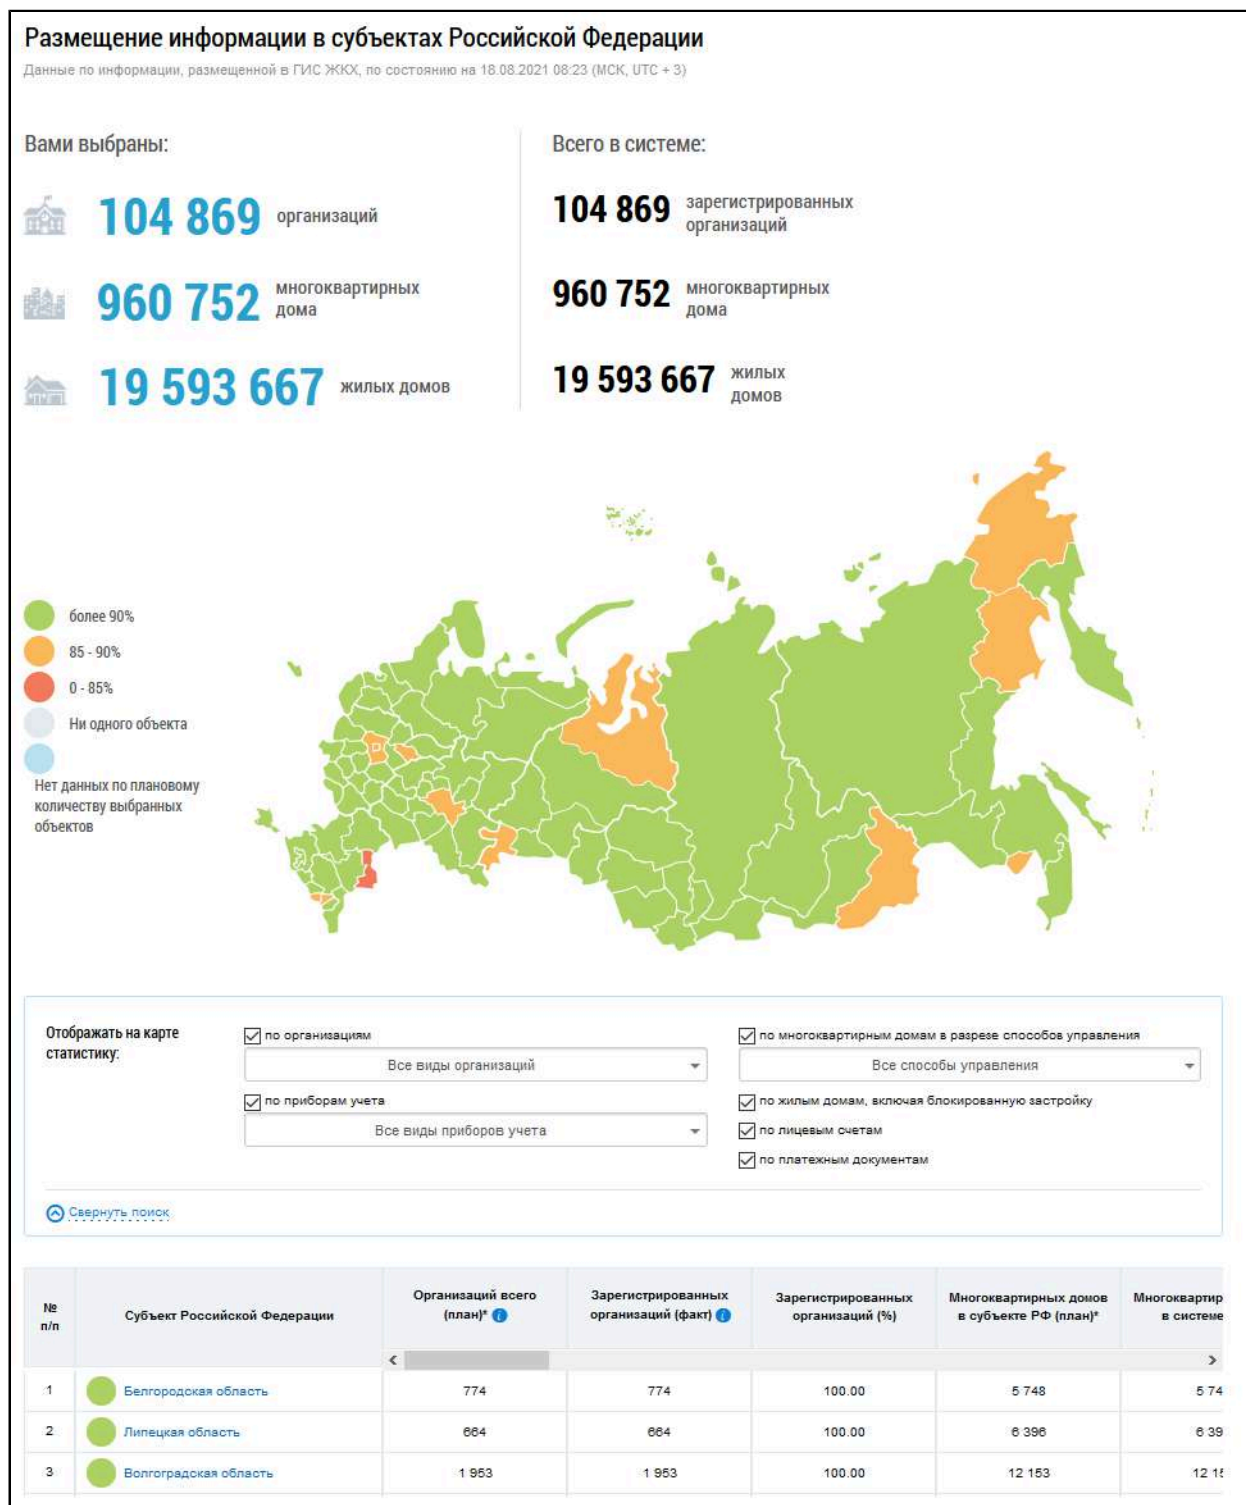 Размещение информации в субъектах Российской Федерации
Данные по информации, размещенной в ГИС ЖКХ, по состоянию на 18.08.2021 08:23 (МСК, UTC + 3)
Вами выбраны:
104 869 организаций
960 752 многоквартирных
дома
19 593 667 жилых домов
Всего в системе:
104 869 зарегистрированных
организаций
960 752 многоквартирных
дома
19 593 667 жилых
домов
более 90%
85 - 90%
0 - 85%
Ни одного объекта
Нет данных по плановому
количеству выбранных
объектов
Отображать на карте
статистику:
по организациям
Все виды организаций
по приборам учета
Все виды приборов учета
по многоквартирным домам в разрезе способов управления
Все способы управления
по жилым домам, включая блокированную застройку
по лицевым счетам
по платежным документам
Свернуть поиск
№
п/п
Субъект Российской Федерации
Организаций всего
(план)* i
Зарегистрированных
организаций (факт) i
Зарегистрированных
организаций (%)
Многоквартирных домов
в субъекте РФ (план)*
Многоквартир
в системе
1 Белгородская область 774 774 100.00 5 748 5 74
2 Липецкая область 664 664 100.00 6 396 6 39
3 Волгоградская область 1 953 1 953 100.00 12 153 12 15